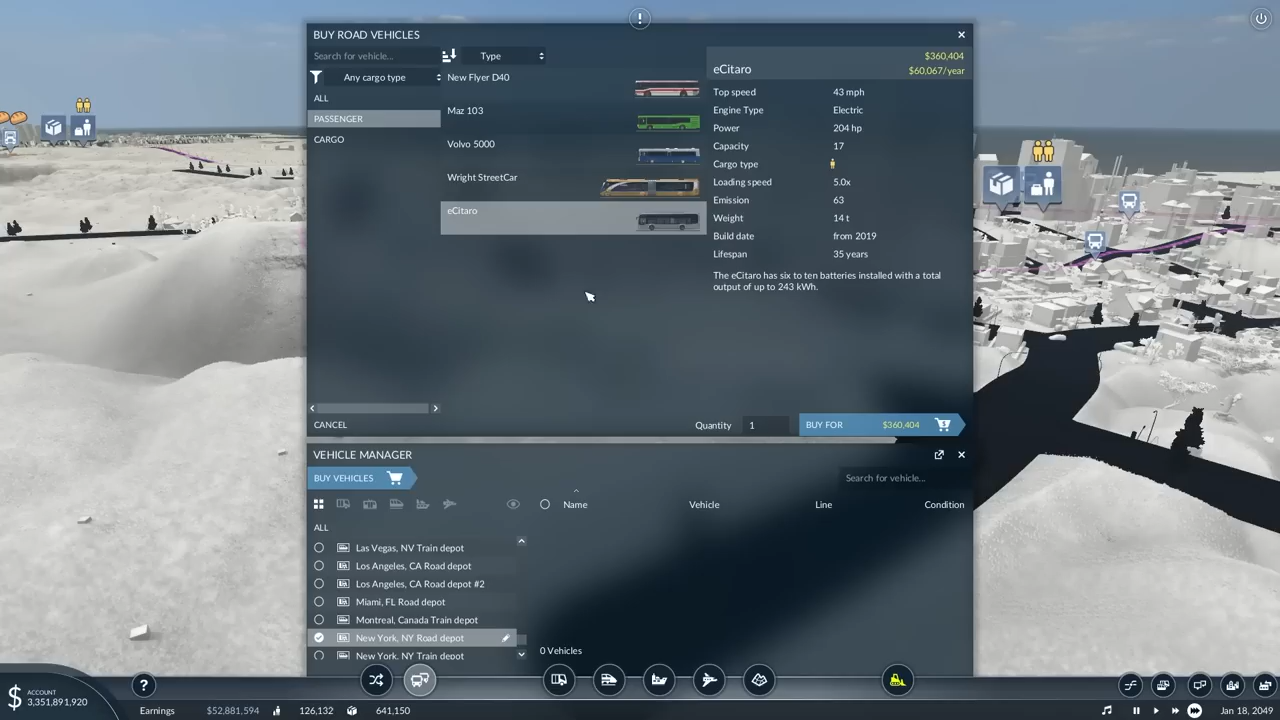 BUY ROAD VEHICLES
Search for vehicle...
Type
Any cargo type
ALL
PASSENGER
CARGO
New Flyer D40
Maz 103
Volvo 5000
Wright StreetCar
eCitaro
$360,404
eCitaro
$60,067/year
Top speed 43 mph
Engine Type Electric
Power 204 hp
Capacity 17
Cargo type
Loading speed 5.0x
Emission 63
Weight 14 t
Build date from 2019
Lifespan 35 years
The eCitaro has six to ten batteries installed with a total
output of up to 243 kWh.
CANCEL
Quantity 1
BUY FOR $360,404
VEHICLE MANAGER
BUY VEHICLES
Search for vehicle...
Name Vehicle Line Condition
ALL
Las Vegas, NV Train depot
Los Angeles, CA Road depot
Los Angeles, CA Road depot #2
Miami, FL Road depot
Montreal, Canada Train depot
New York, NY Road depot
New York, NY Train depot
0 Vehicles
$ ACCOUNT
3,351,891,920
?
Earnings $52,881,594 126,132 641,150
Jan 18, 2049